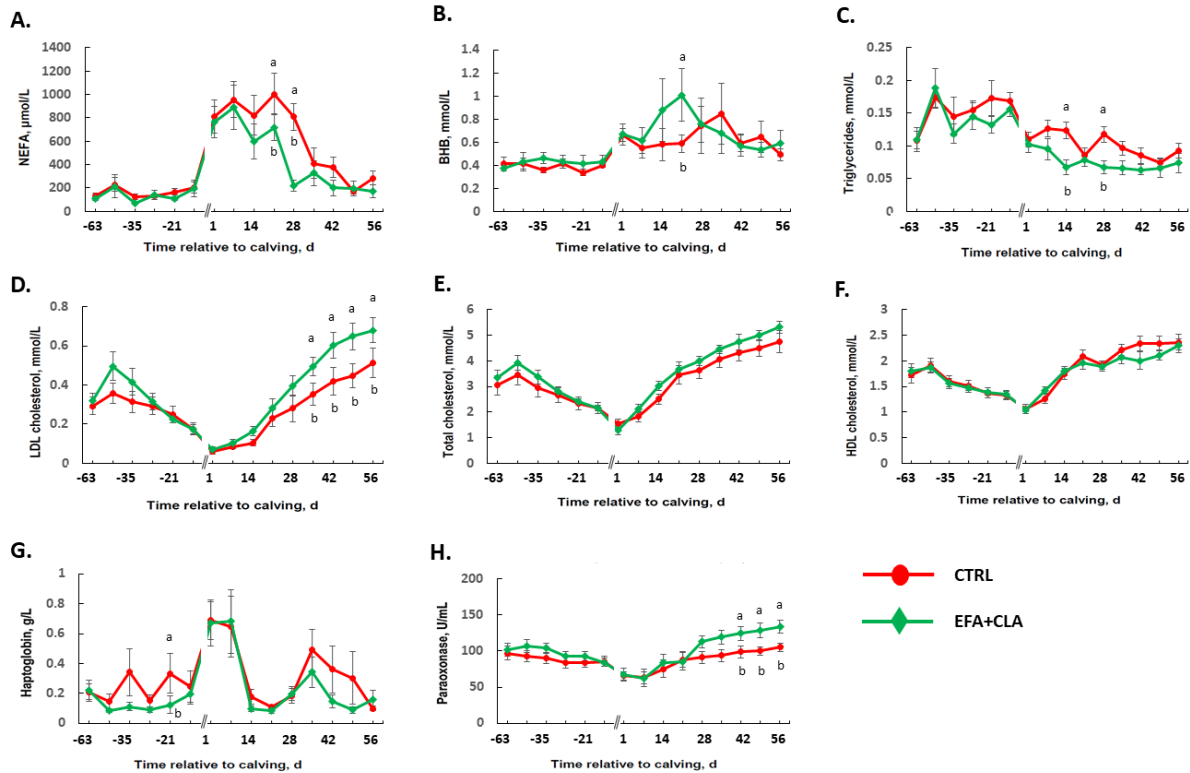 A.
1400
1200
1000
800
600
400
200
0
NEFA, µmol/L
a
a
b
b
-63 -35 -21 1 14 28 42 56
Time relative to calving, d
B.
1.4
1.2
1
0.8
0.6
0.4
0.2
0
BHB, mmol/L
a
b
-63 -35 -21 1 14 28 42 56
Time relative to calving, d
C.
0.25
0.2
0.15
0.1
0.05
0
Triglycerides, mmol/L
a a
b b
-63 -35 -21 1 14 28 42 56
Time relative to calving, d
D.
0.8
0.6
0.4
0.2
0
LDL cholesterol, mmol/L
a a a a
b b b b
-63 -35 -21 1 14 28 42 56
Time relative to calving, d
E.
6
5
4
3
2
1
0
Total cholesterol, mmol/L
-63 -35 -21 1 14 28 42 56
Time relative to calving, d
F.
3
2.5
2
1.5
1
0.5
HDL cholesterol, mmol/L
-63 -35 -21 1 14 28 42 56
Time relative to calving, d
G.
1
0.8
0.6
0.4
0.2
0
Haptoglobin, g/L
a
b
-63 -35 -21 1 14 28 42 56
Time relative to calving, d
H.
200
150
100
50
0
Paraoxonase, U/mL
a a a
b b b
-63 -35 -21 1 14 28 42 56
Time relative to calving, d
CTRL
EFA+CLA